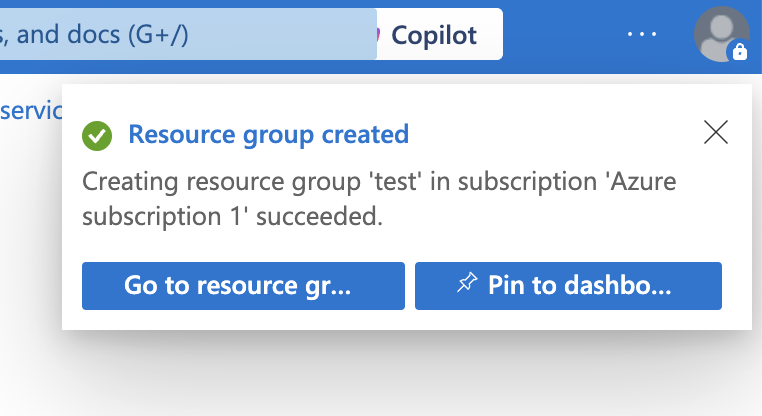 s, and docs (G+/)
Copilot
...
servic
Resource group created
Creating resource group 'test' in subscription 'Azure
subscription 1' succeeded.
Go to resource gr...
Pin to dashbo...